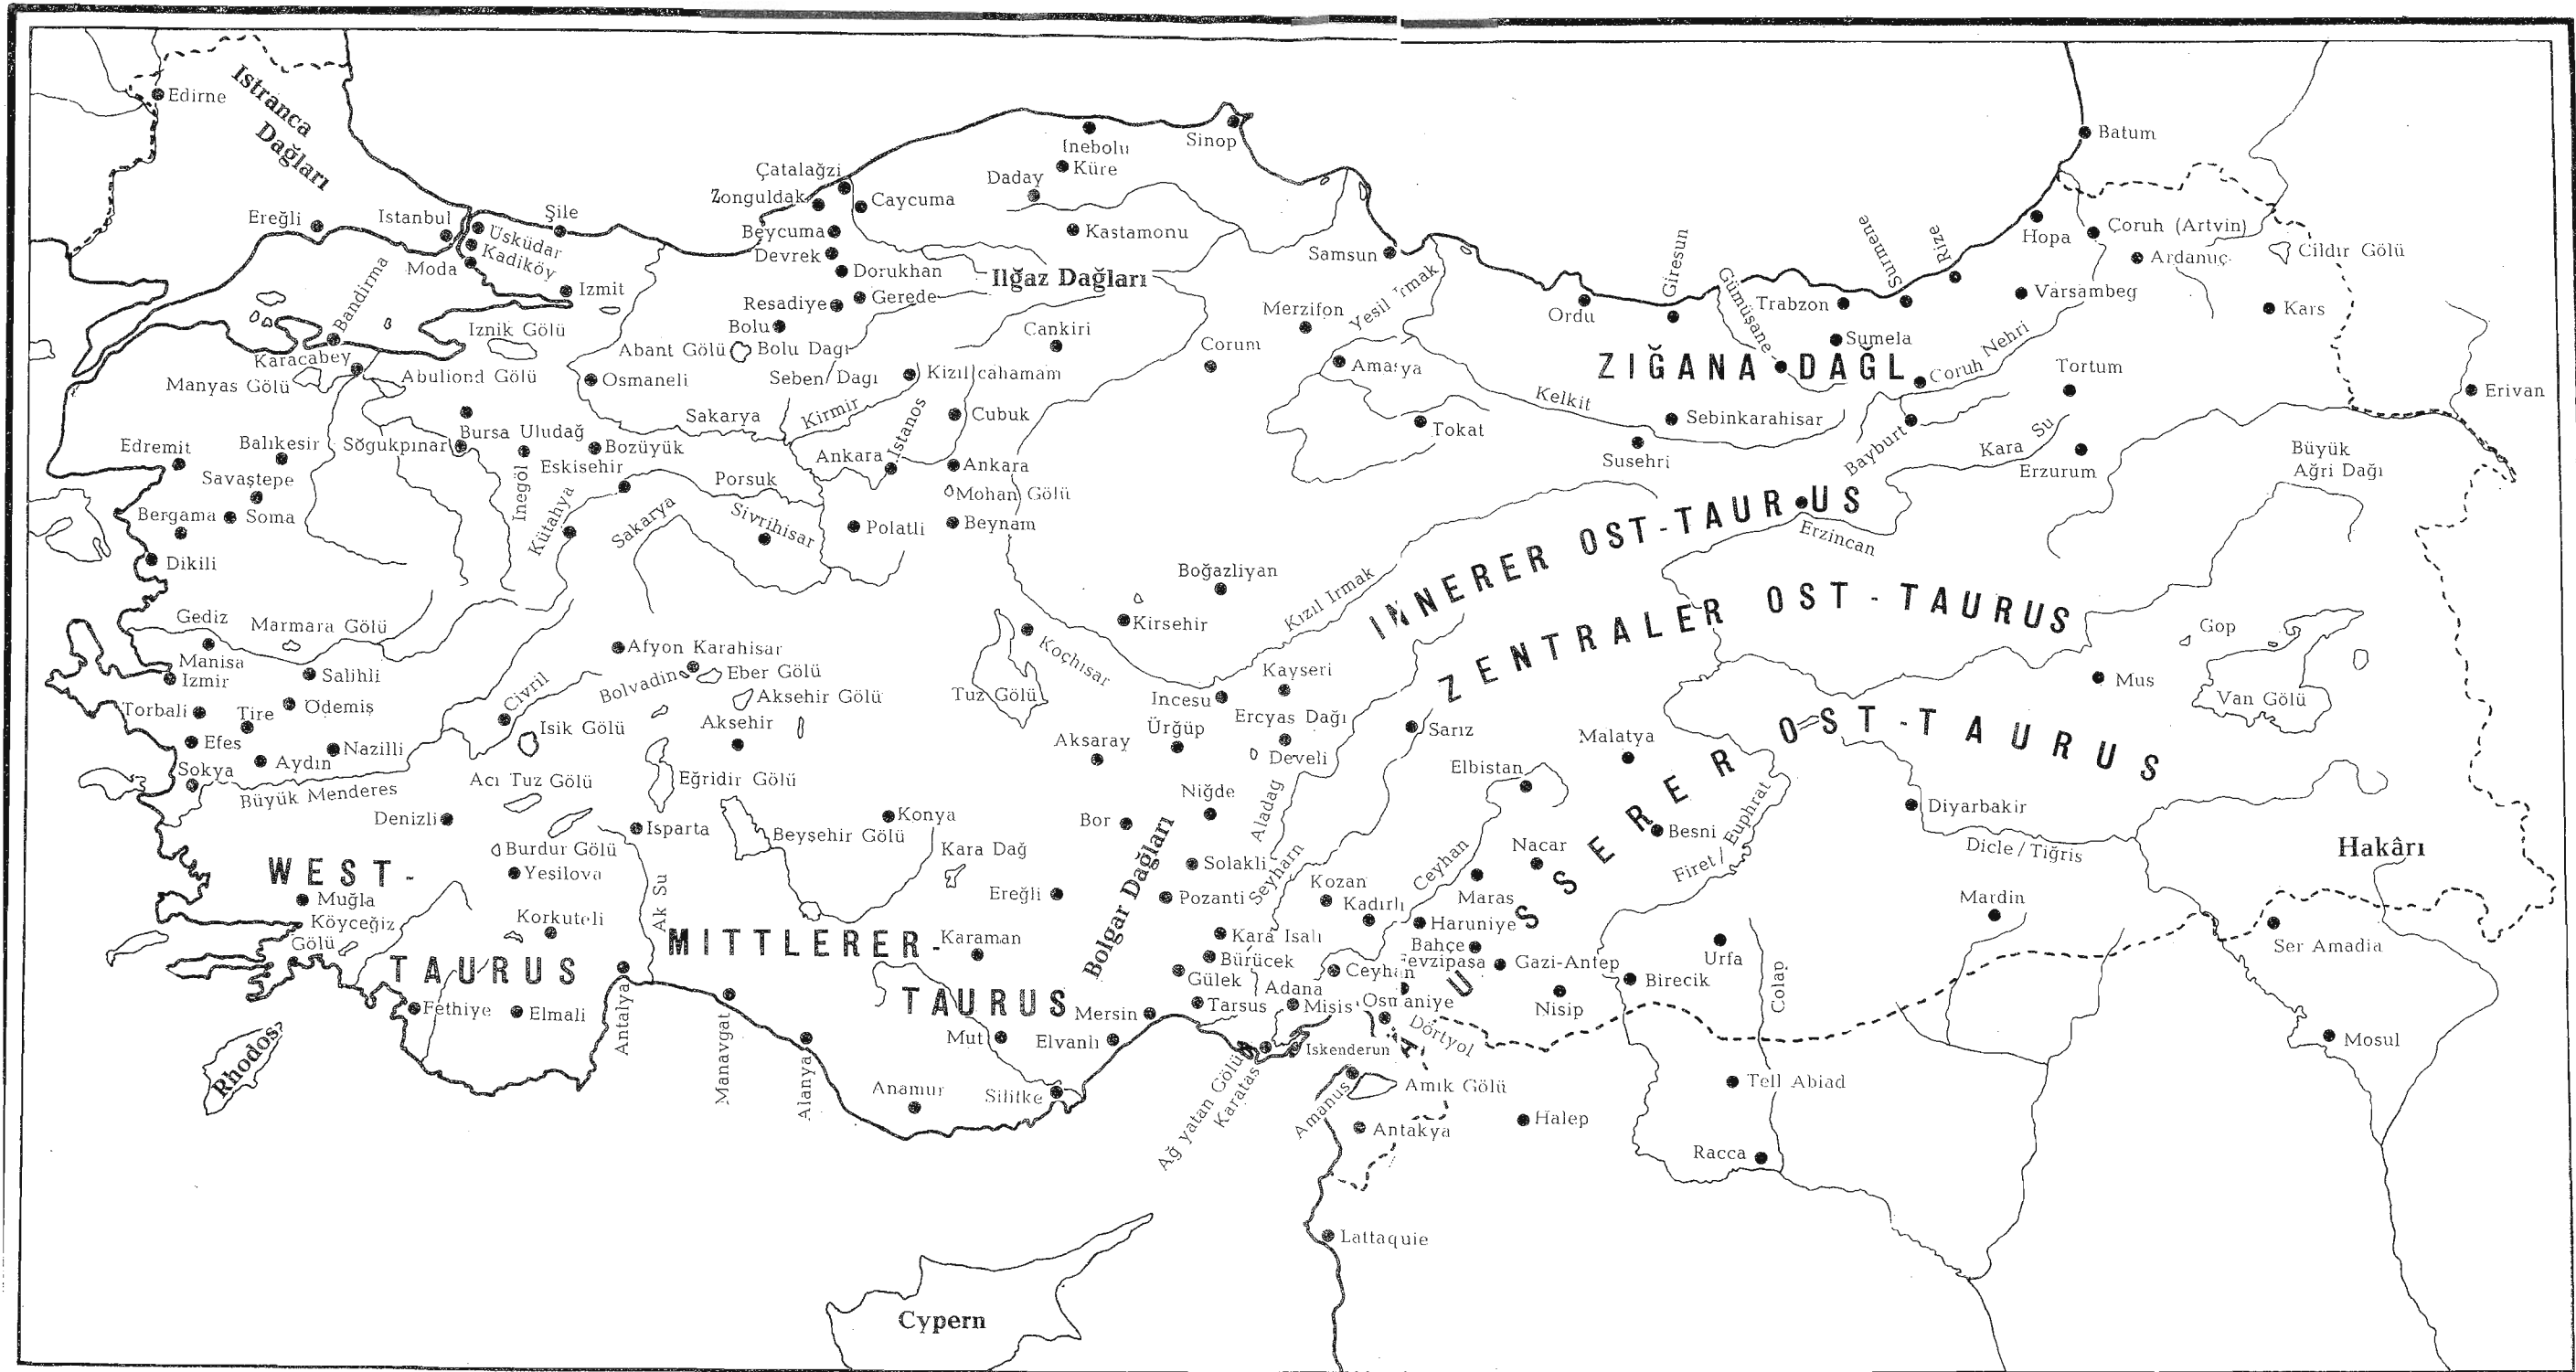 Edirne
Istranca
Dağları
Ereğli
Istanbul
Üsküdar
Kadiköy
Moda
Şile
Izmit
Bandirma
Iznik Gölü
Karacabey
Manyas Gölü
Abuliond Gölü
Çatalağzi
Zonguldak
Caycuma
Beycuma
Devrek
Dorukhan
Resadiye
Gerede
Bolu
Abant Gölü
Bolu Dagı
Osmaneli
Seben Dagı
Inebolu
Küre
Daday
Kastamonu
Sinop
Ilğaz Dağları
Cankiri
Kizilcahamam
Cubuk
Samsun
Merzifon
Yesil Irmak
Corum
Amasya
Tokat
Ordu
Giresun
Gümüşane
Trabzon
Sumela
Sürmene
Rize
Hopa
Batum
Çoruh (Artvin)
Ardanuç
Cildır Gölü
Varsambeg
Kars
Erivan
ZIĞANA DAĞL
Coruh Nehri
Tortum
Kelkit
Sebinkarahisar
Susehri
Bayburt
Kara Su
Erzurum
Büyük
Ağri Dağı
Edremit
Balıkesir
Söğukpınar
Bursa
Uludağ
Bozüyük
Sakarya
Kirmir
Istanos
Ankara
Ankara
Savaştepe
Inegöl
Eskisehir
Porsuk
Mohan Gölü
Bergama
Soma
Kütahya
Sakarya
Sivrihisar
Polatli
Beynam
Dikili
INNERER OST-TAURUS
Erzincan
Boğazliyan
Kızıl Irmak
Kirsehir
ZENTRALER OST-TAURUS
Gediz
Marmara Gölü
Manisa
Izmir
Salihli
Afyon Karahisar
Bolvadin
Eber Gölü
Koçhisar
Tuz Gölü
Kayseri
Incesu
Gop
Mus
Van Gölü
Torbali
Tire
Ödemiş
Civril
Isik Gölü
Aksehir Gölü
Aksehir
Ürğüp
Ercyas Dağı
Sarız
Efes
Aydın
Nazilli
Aksaray
Develi
Malatya
ÄUSSERER OST-TAURUS
Sokya
Büyük Menderes
Acı Tuz Gölü
Eğridir Gölü
Niğde
Aladag
Elbistan
Denizli
Isparta
Beyşehir Gölü
Konya
Bor
Besni
Firet / Euphrat
Diyarbakir
Burdur Gölü
Yesilova
Kara Dağ
Bolgar Dağları
Solakli
Seyharn
Ceyhan
Nacar
Dicle / Tiğris
Hakâri
WEST-
TAURUS
Muğla
Köyceğiz
Gölü
Korkuteli
Ak Su
Ereğli
Pozanti
Kozan
Kadırlı
Maras
Haruniye
Mardin
MITTLERER-
TAURUS
Karaman
Kara Isalı
Bürücek
Gülek
Bahçe
Fevzipaşa
Gazi-Antep
Urfa
Ser Amadia
Ceyhan
Birecik
Colap
Fethiye
Elmali
Antalya
Tarsus
Adana
Misis
Osmaniye
Nisip
Mersin
Dörtyol
Rhodos
Manavgat
Alanya
Mut
Elvanlı
Iskenderun
Mosul
Anamur
Silifke
Ağ yatan Gölü
Karatas
Amanus
Amık Gölü
Tell Abiad
Antakya
Halep
Racca
Lattaquie
Cypern